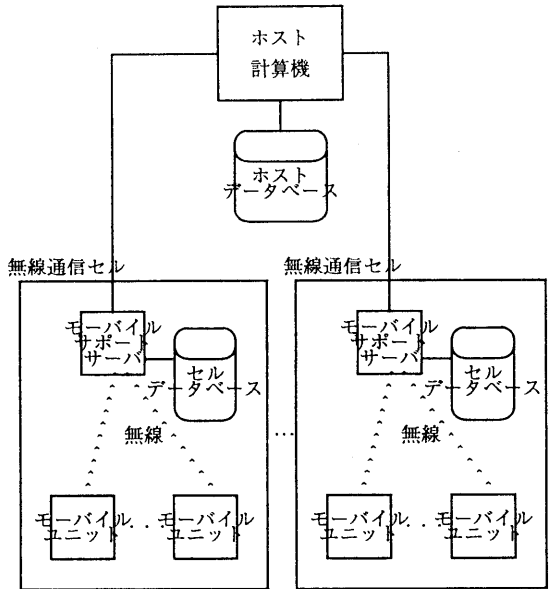 ホスト
計算機
ホスト
データベース
無線通信セル
無線通信セル
モーバイル
サポート
サーバ
セル
データベース
無線
モーバイル
ユニット
...
モーバイル
ユニット
...
モーバイル
サポート
サーバ
セル
データベース
無線
モーバイル
ユニット
...
モーバイル
ユニット